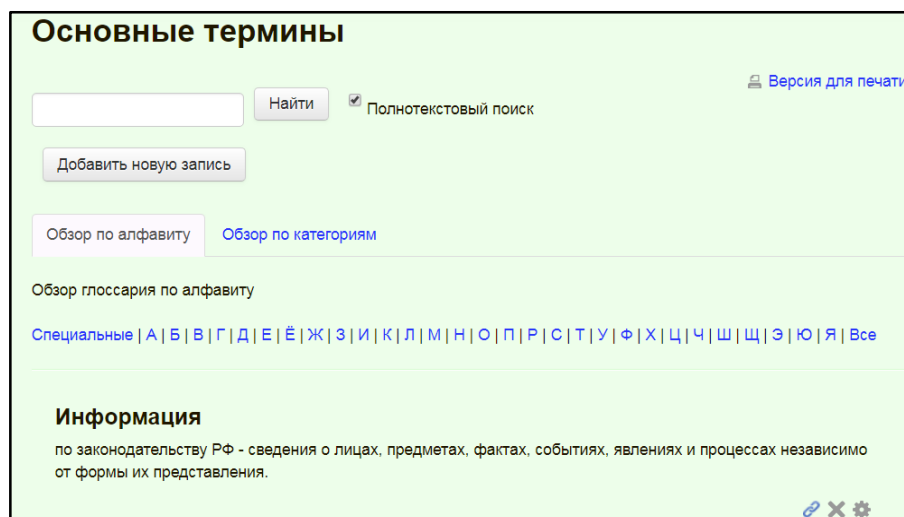 Основные термины
Версия для печати
Найти
Полнотекстовый поиск
Добавить новую запись
Обзор по алфавиту
Обзор по категориям
Обзор глоссария по алфавиту
Специальные | А | Б | В | Г | Д | Е | Ё | Ж | З | И | К | Л | М | Н | О | П | Р | С | Т | У | Ф | Х | Ц | Ч | Ш | Щ | Э | Ю | Я | Все
Информация
по законодательству РФ - сведения о лицах, предметах, фактах, событиях, явлениях и процессах независимо
от формы их представления.